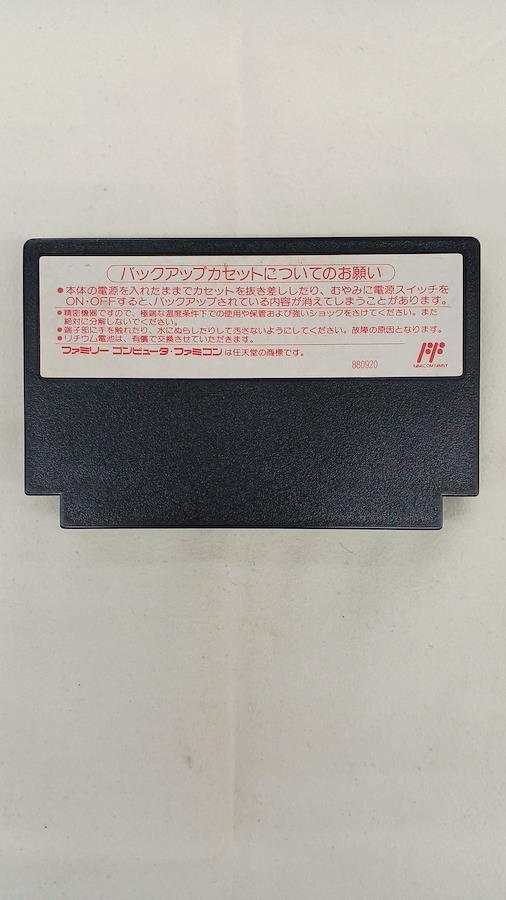 バックアップカセットについてのお願い
●本体の電源を入れたままでカセットを抜き差ししたり、むやみに電源スイッチを
ON・OFFすると、バックアップされている内容が消えてしまうことがあります。
●精密機器ですので、極端な温度条件下での使用や保管および強いショックをさけてください。また
絶対に分解しないでください。
●端子部に手を触れたり、水にぬらしたりして汚さないようにしてください。故障の原因となります。
●リチウム電池は、有償で交換させていただきます。
ファミリーコンピュータ・ファミコンは任天堂の商標です。
880920
FAMICOM FAMILY